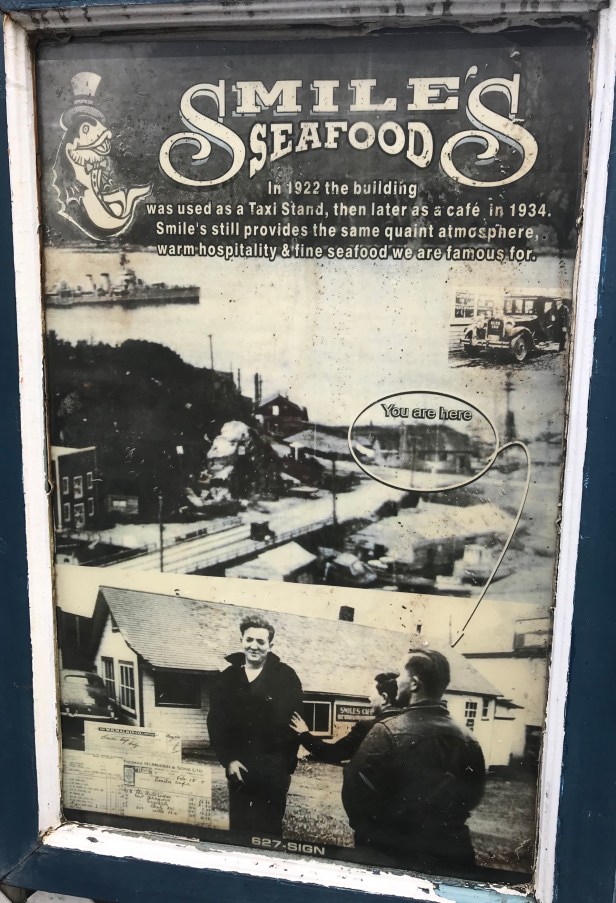 SMILE'S
SEAFOOD
In 1922 the building
was used as a Taxi Stand, then later as a café in 1934.
Smile's still provides the same quaint atmosphere,
warm hospitality & fine seafood we are famous for.
You are here
SMILES CAFE
627-SIGN